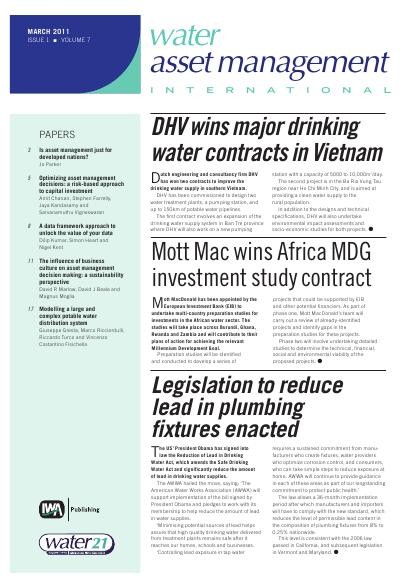 MARCH 2011
ISSUE 1 ■ VOLUME 7
water
asset management
INTERNATIONAL
PAPERS
2 Is asset management just for
developed nations?
Jo Parker
5 Optimizing asset management
decisions: a risk-based approach
to capital investment
Amit Chanan, Stephen Farrelly,
Jaya Kandasamy and
Saravanamuthu Vigneswaran
8 A data framework approach to
unlock the value of your data
Dilip Kumar, Simon Heart and
Nigel Kent
11 The influence of business
culture on asset management
decision making: a sustainability
perspective
David R Marlow, David J Beale and
Magnus Moglia
17 Modelling a large and
complex potable water
distribution system
Giuseppe Gresta, Marco Ricciardulli,
Riccardo Turco and Vincenzo
Costantino Fisichella
IWA Publishing
water21
DHV wins major drinking
water contracts in Vietnam
Dutch engineering and consultancy firm DHV
has won two contracts to improve the
drinking water supply in southern Vietnam.
DHV has been commissioned to design two
water treatment plants, a pumping station, and
up to 150km of potable water pipelines.
The first contract involves an expansion of the
drinking water supply system in Ben Tre province
where DHV will also work on a new pumping
station with a capacity of 5000 to 10,000m³/day.
The second project is in the Ba Ria Vung Tau
region near Ho Chi Minh City, and is aimed at
providing a clean water supply to the
rural population.
In addition to the designs and technical
specifications, DHV will also undertake
environmental impact assessments and
socio-economic studies for both projects. ●
Mott Mac wins Africa MDG
investment study contract
Mott MacDonald has been appointed by the
European Investment Bank (EIB) to
undertake multi-country preparation studies for
investments in the African water sector. The
studies will take place across Burundi, Ghana,
Rwanda and Zambia and will contribute to their
plans of action for achieving the relevant
Millennium Development Goal.
Preparation studies will be identified
and conducted to develop a series of
projects that could be supported by EIB
and other potential financiers. As part of
phase one, Mott MacDonald's team will
carry out a review of already-identified
projects and identify gaps in the
preparation studies for these projects.
Phase two will involve undertaking detailed
studies to determine the technical, financial,
social and environmental viability of the
proposed projects. ●
Legislation to reduce
lead in plumbing
fixtures enacted
The US President Obama has signed into
law the Reduction of Lead in Drinking
Water Act, which amends the Safe Drinking
Water Act and significantly reduce the amount
of lead in drinking water supplies.
The AWWA hailed the move, saying: 'The
American Water Works Association (AWWA) will
support implementation of the bill signed by
President Obama and pledges to work with its
membership to help reduce the amount of lead
in water supplies.
'Minimising potential sources of lead helps
assure that high quality drinking water delivered
from treatment plants remains safe after it
reaches our homes, schools and businesses.
'Controlling lead exposure in tap water
requires a sustained commitment from manu-
facturers who create fixtures, water providers
who optimise corrosion control, and consumers,
who can take simple steps to reduce exposure at
home. AWWA will continue to provide guidance
in each of these areas as part of our longstanding
commitment to protect public health.'
The law allows a 36-month implementation
period after which manufacturers and importers
will have to comply with the new standard, which
reduces the level of permissible lead content in
the composition of plumbing fixtures from 8% to
0.25% nationwide.
This level is consistent with the 2006 law
passed in California, and subsequent legislation
in Vermont and Maryland. ●